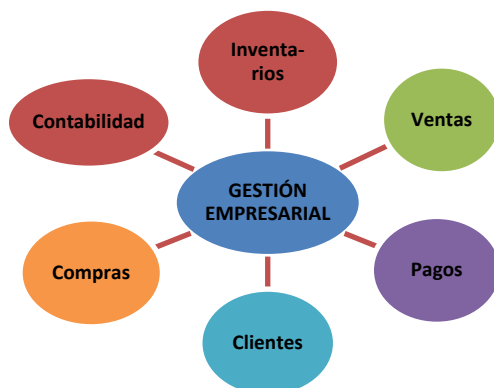 Inventa-
rios
Contabilidad
Ventas
GESTIÓN
EMPRESARIAL
Compras
Pagos
Clientes